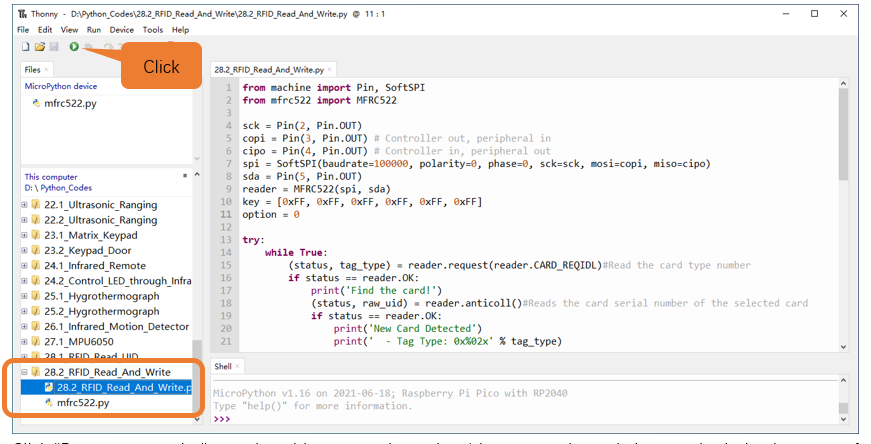 Thonny - D:\Python_Codes\28.2_RFID_Read_And_Write\28.2_RFID_Read_And_Write.py @ 11 : 1
File Edit View Run Device Tools Help
Click
Files
MicroPython device
mfrc522.py
This computer
D: \ Python_Codes
22.1_Ultrasonic_Ranging
22.2_Ultrasonic_Ranging
23.1_Matrix_Keypad
23.2_Keypad_Door
24.1_Infrared_Remote
24.2_Control_LED_through_Infra
25.1_Hygrothermograph
25.2_Hygrothermograph
26.1_Infrared_Motion_Detector
27.1_MPU6050
28.1_RFID_Read_UID
28.2_RFID_Read_And_Write
28.2_RFID_Read_And_Write.p
mfrc522.py
28.2_RFID_Read_And_Write.py
1 from machine import Pin, SoftSPI
2 from mfrc522 import MFRC522
3
4 sck = Pin(2, Pin.OUT)
5 copi = Pin(3, Pin.OUT) # Controller out, peripheral in
6 cipo = Pin(4, Pin.OUT) # Controller in, peripheral out
7 spi = SoftSPI(baudrate=100000, polarity=0, phase=0, sck=sck, mosi=copi, miso=cipo)
8 sda = Pin(5, Pin.OUT)
9 reader = MFRC522(spi, sda)
10 key = [0xFF, 0xFF, 0xFF, 0xFF, 0xFF, 0xFF]
11 option = 0
12
13 try:
14 while True:
15 (status, tag_type) = reader.request(reader.CARD_REQIDL)#Read the card type number
16 if status == reader.OK:
17 print('Find the card!')
18 (status, raw_uid) = reader.anticoll()#Reads the card serial number of the selected card
19 if status == reader.OK:
20 print('New Card Detected')
21 print('  - Tag Type: 0x%02x' % tag_type)
Shell
MicroPython v1.16 on 2021-06-18; Raspberry Pi Pico with RP2040
Type "help()" for more information.
>>>